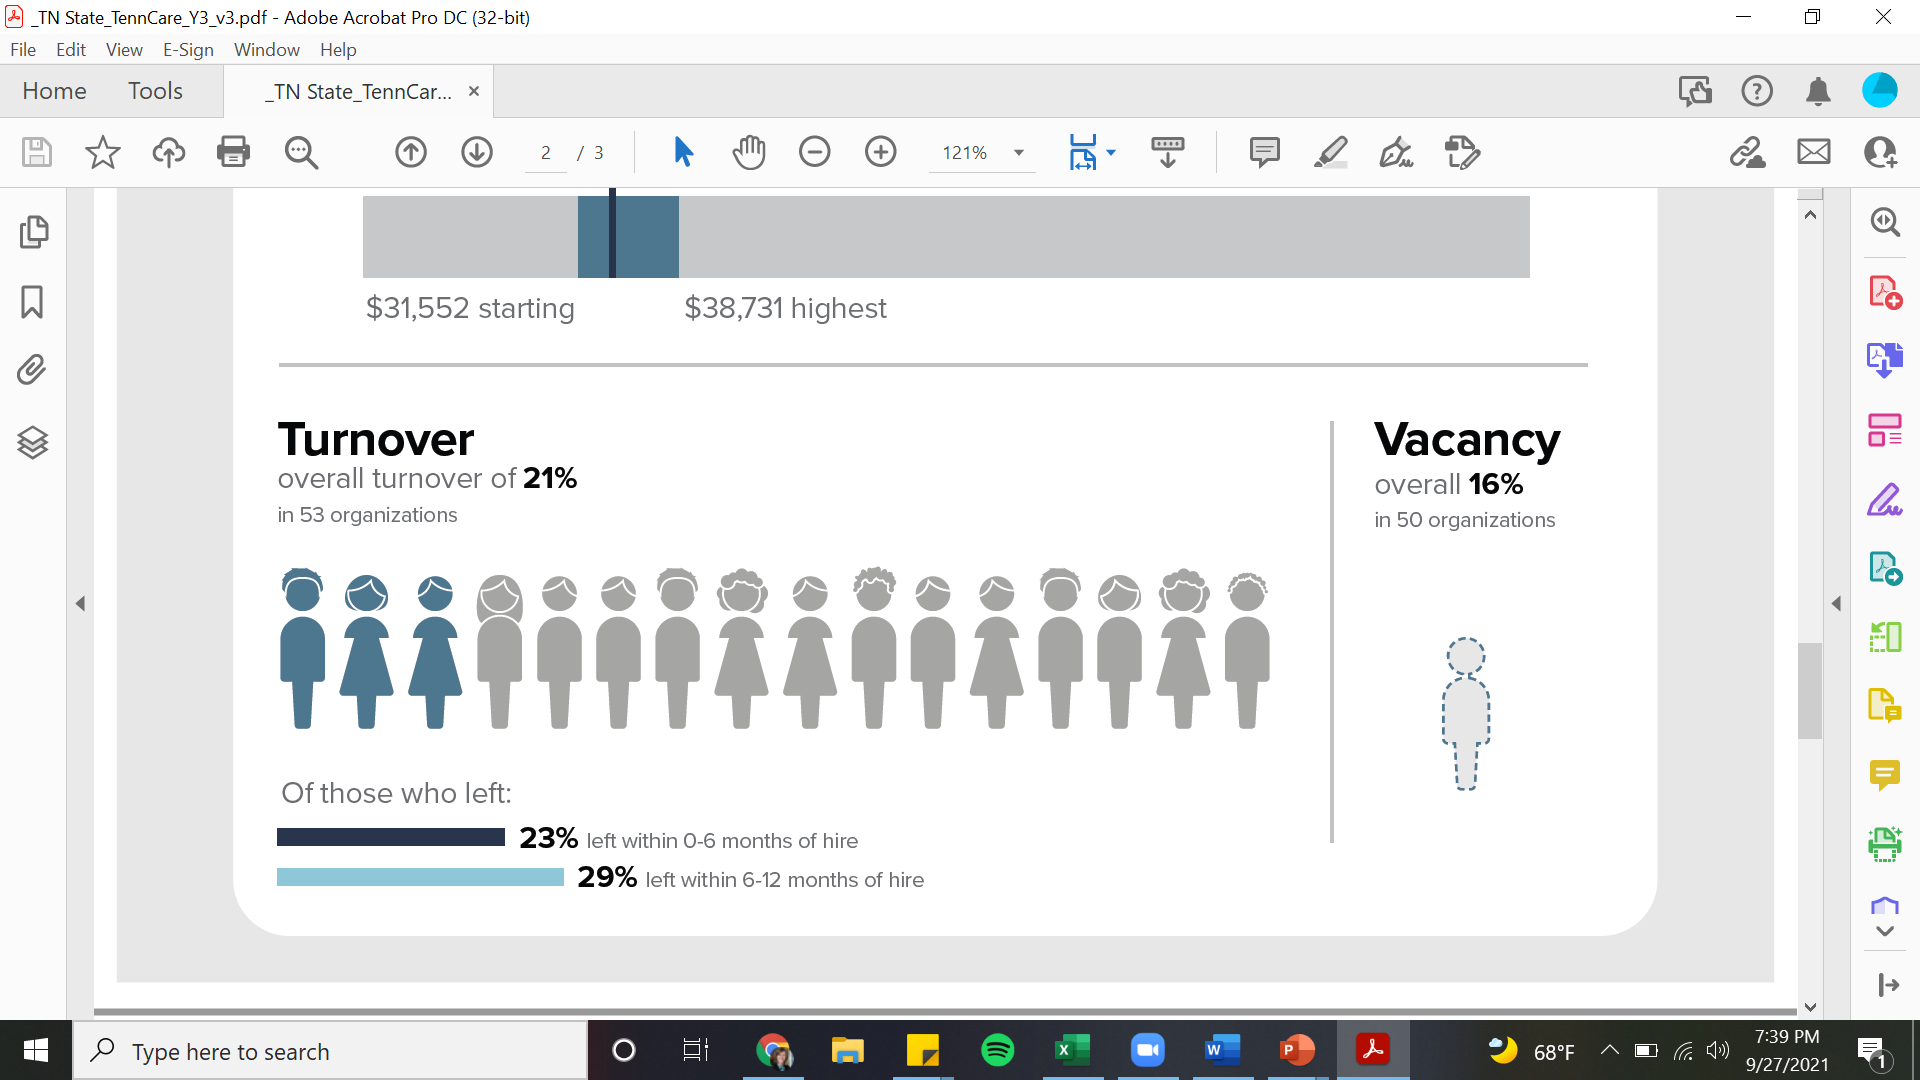 _TN State_TennCare_Y3_v3.pdf - Adobe Acrobat Pro DC (32-bit)
File Edit View E-Sign Window Help
Home Tools _TN State_TennCar... ×
2 / 3 121%
$31,552 starting $38,731 highest
Turnover
overall turnover of 21%
in 53 organizations
Vacancy
overall 16%
in 50 organizations
Of those who left:
23% left within 0-6 months of hire
29% left within 6-12 months of hire
Type here to search
68°F
7:39 PM
9/27/2021
1